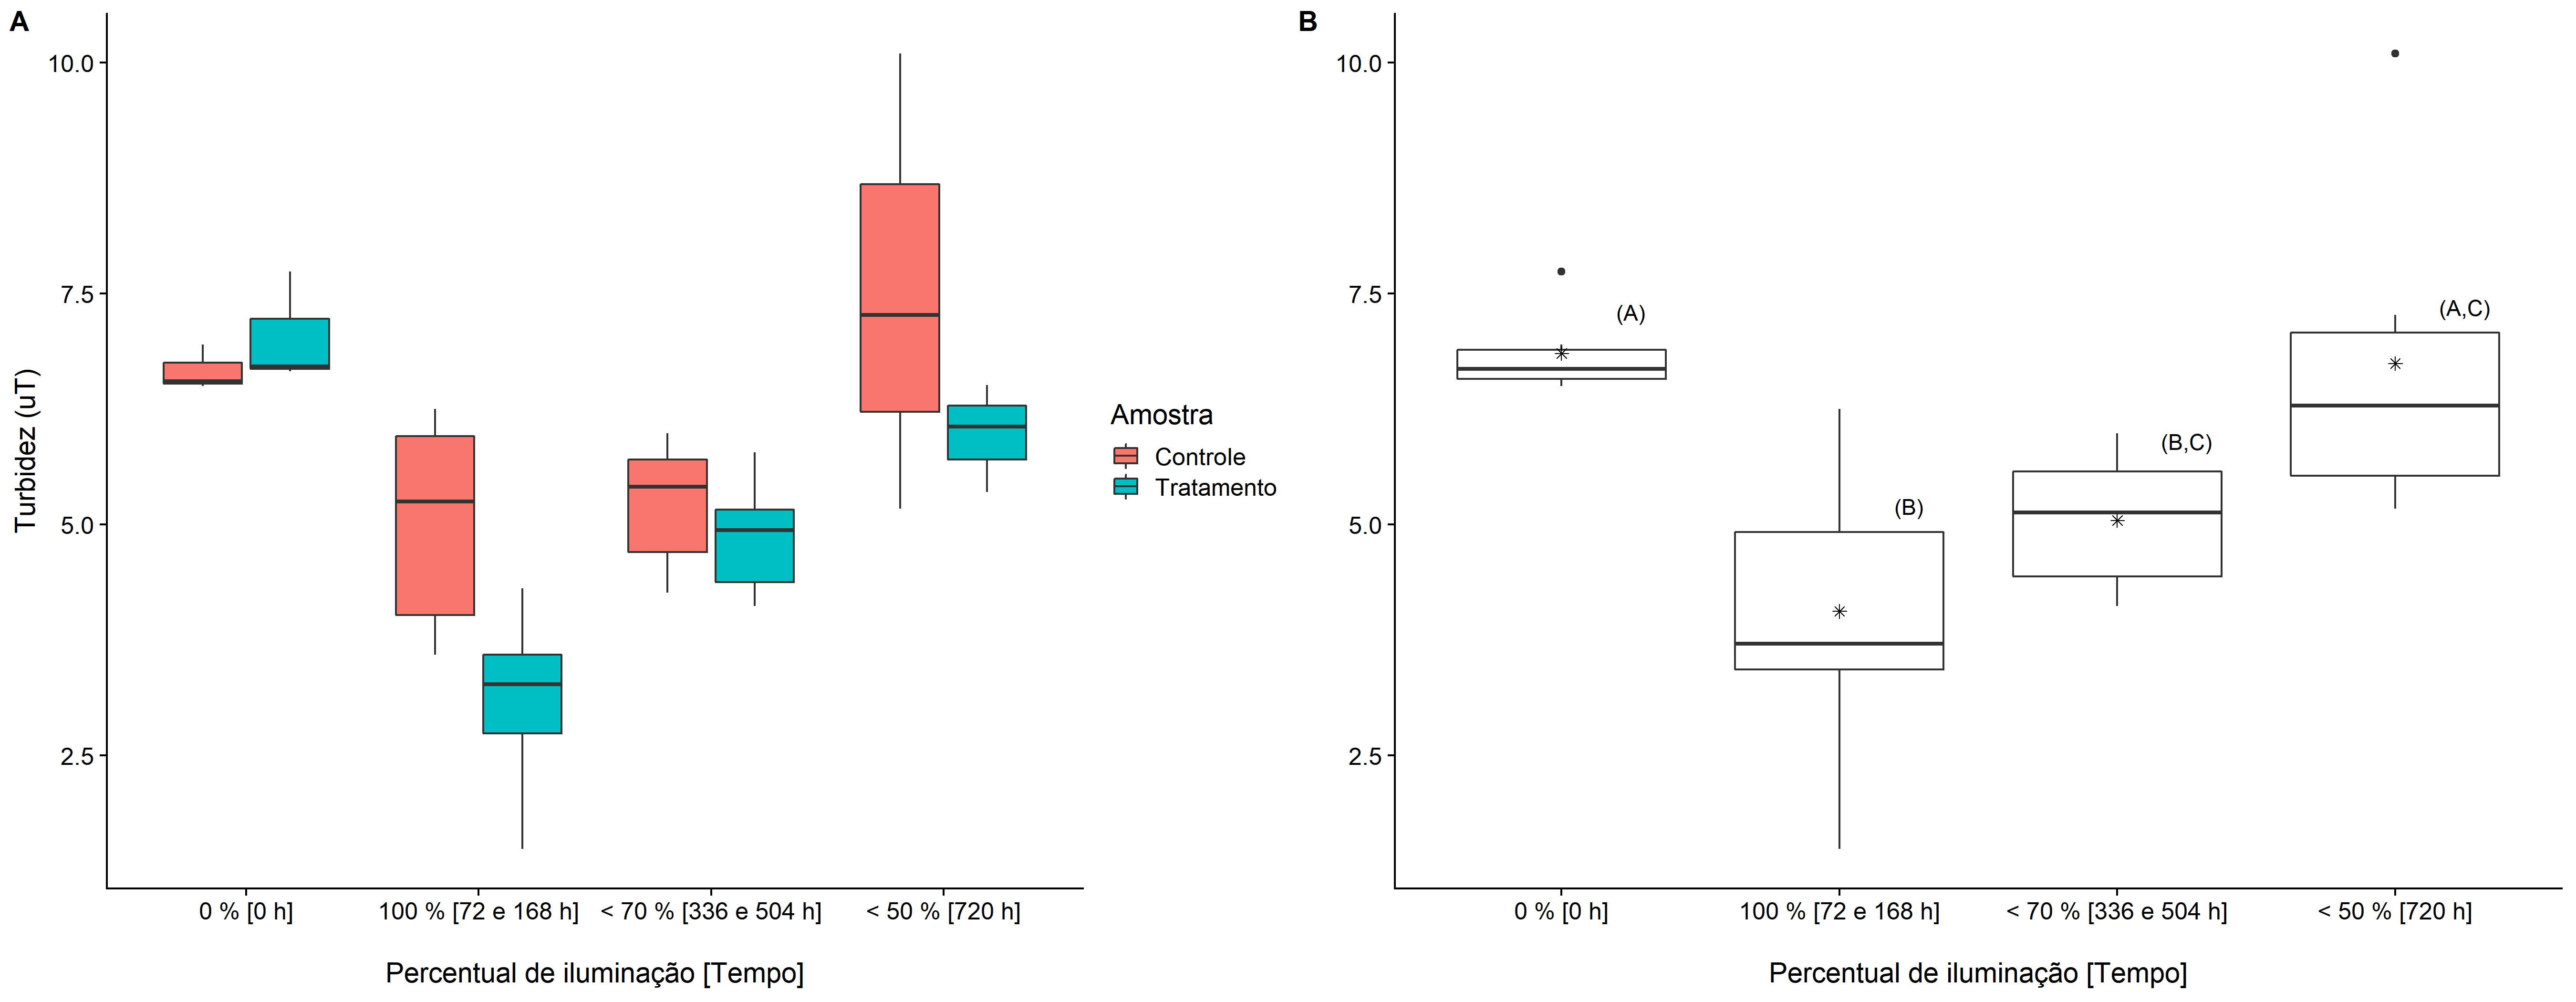 A
10.0
7.5
5.0
2.5
Turbidez (uT)
0 % [0 h]
100 % [72 e 168 h]
< 70 % [336 e 504 h]
< 50 % [720 h]
Percentual de iluminação [Tempo]
Amostra
Controle
Tratamento
B
10.0
7.5
5.0
2.5
(A)
(B)
(B,C)
(A,C)
0 % [0 h]
100 % [72 e 168 h]
< 70 % [336 e 504 h]
< 50 % [720 h]
Percentual de iluminação [Tempo]